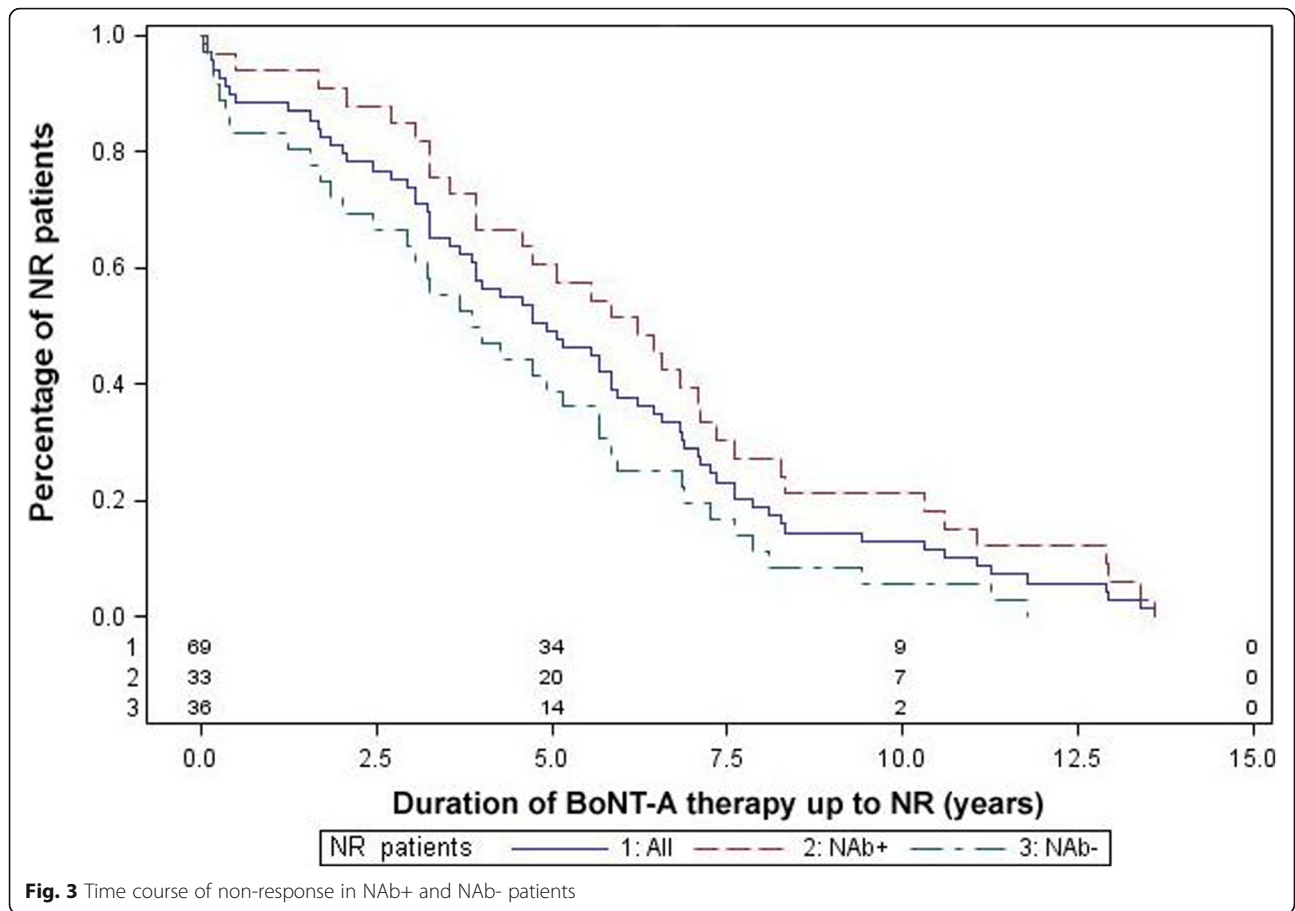 Percentage of NR patients
1.0
0.8
0.6
0.4
0.2
0.0
1 69 34 9 0
2 33 20 7 0
3 36 14 2 0
0.0 2.5 5.0 7.5 10.0 12.5 15.0
Duration of BoNT-A therapy up to NR (years)
NR patients 1: All 2: NAb+ 3: NAb-
Fig. 3 Time course of non-response in NAb+ and NAb- patients